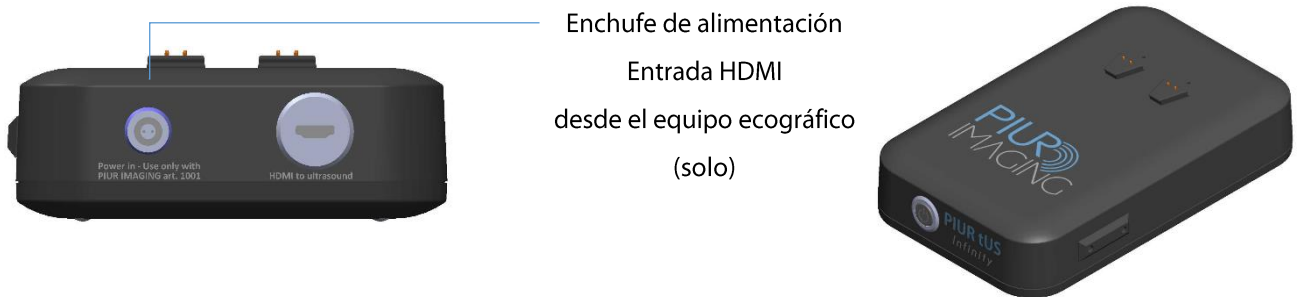 Enchufe de alimentación
Entrada HDMI
desde el equipo ecográfico
(solo)
Power in - Use only with
PIUR IMAGING art. 1001
HDMI to ultrasound
PIUR
IMAGING
PIUR tUS
Infinity